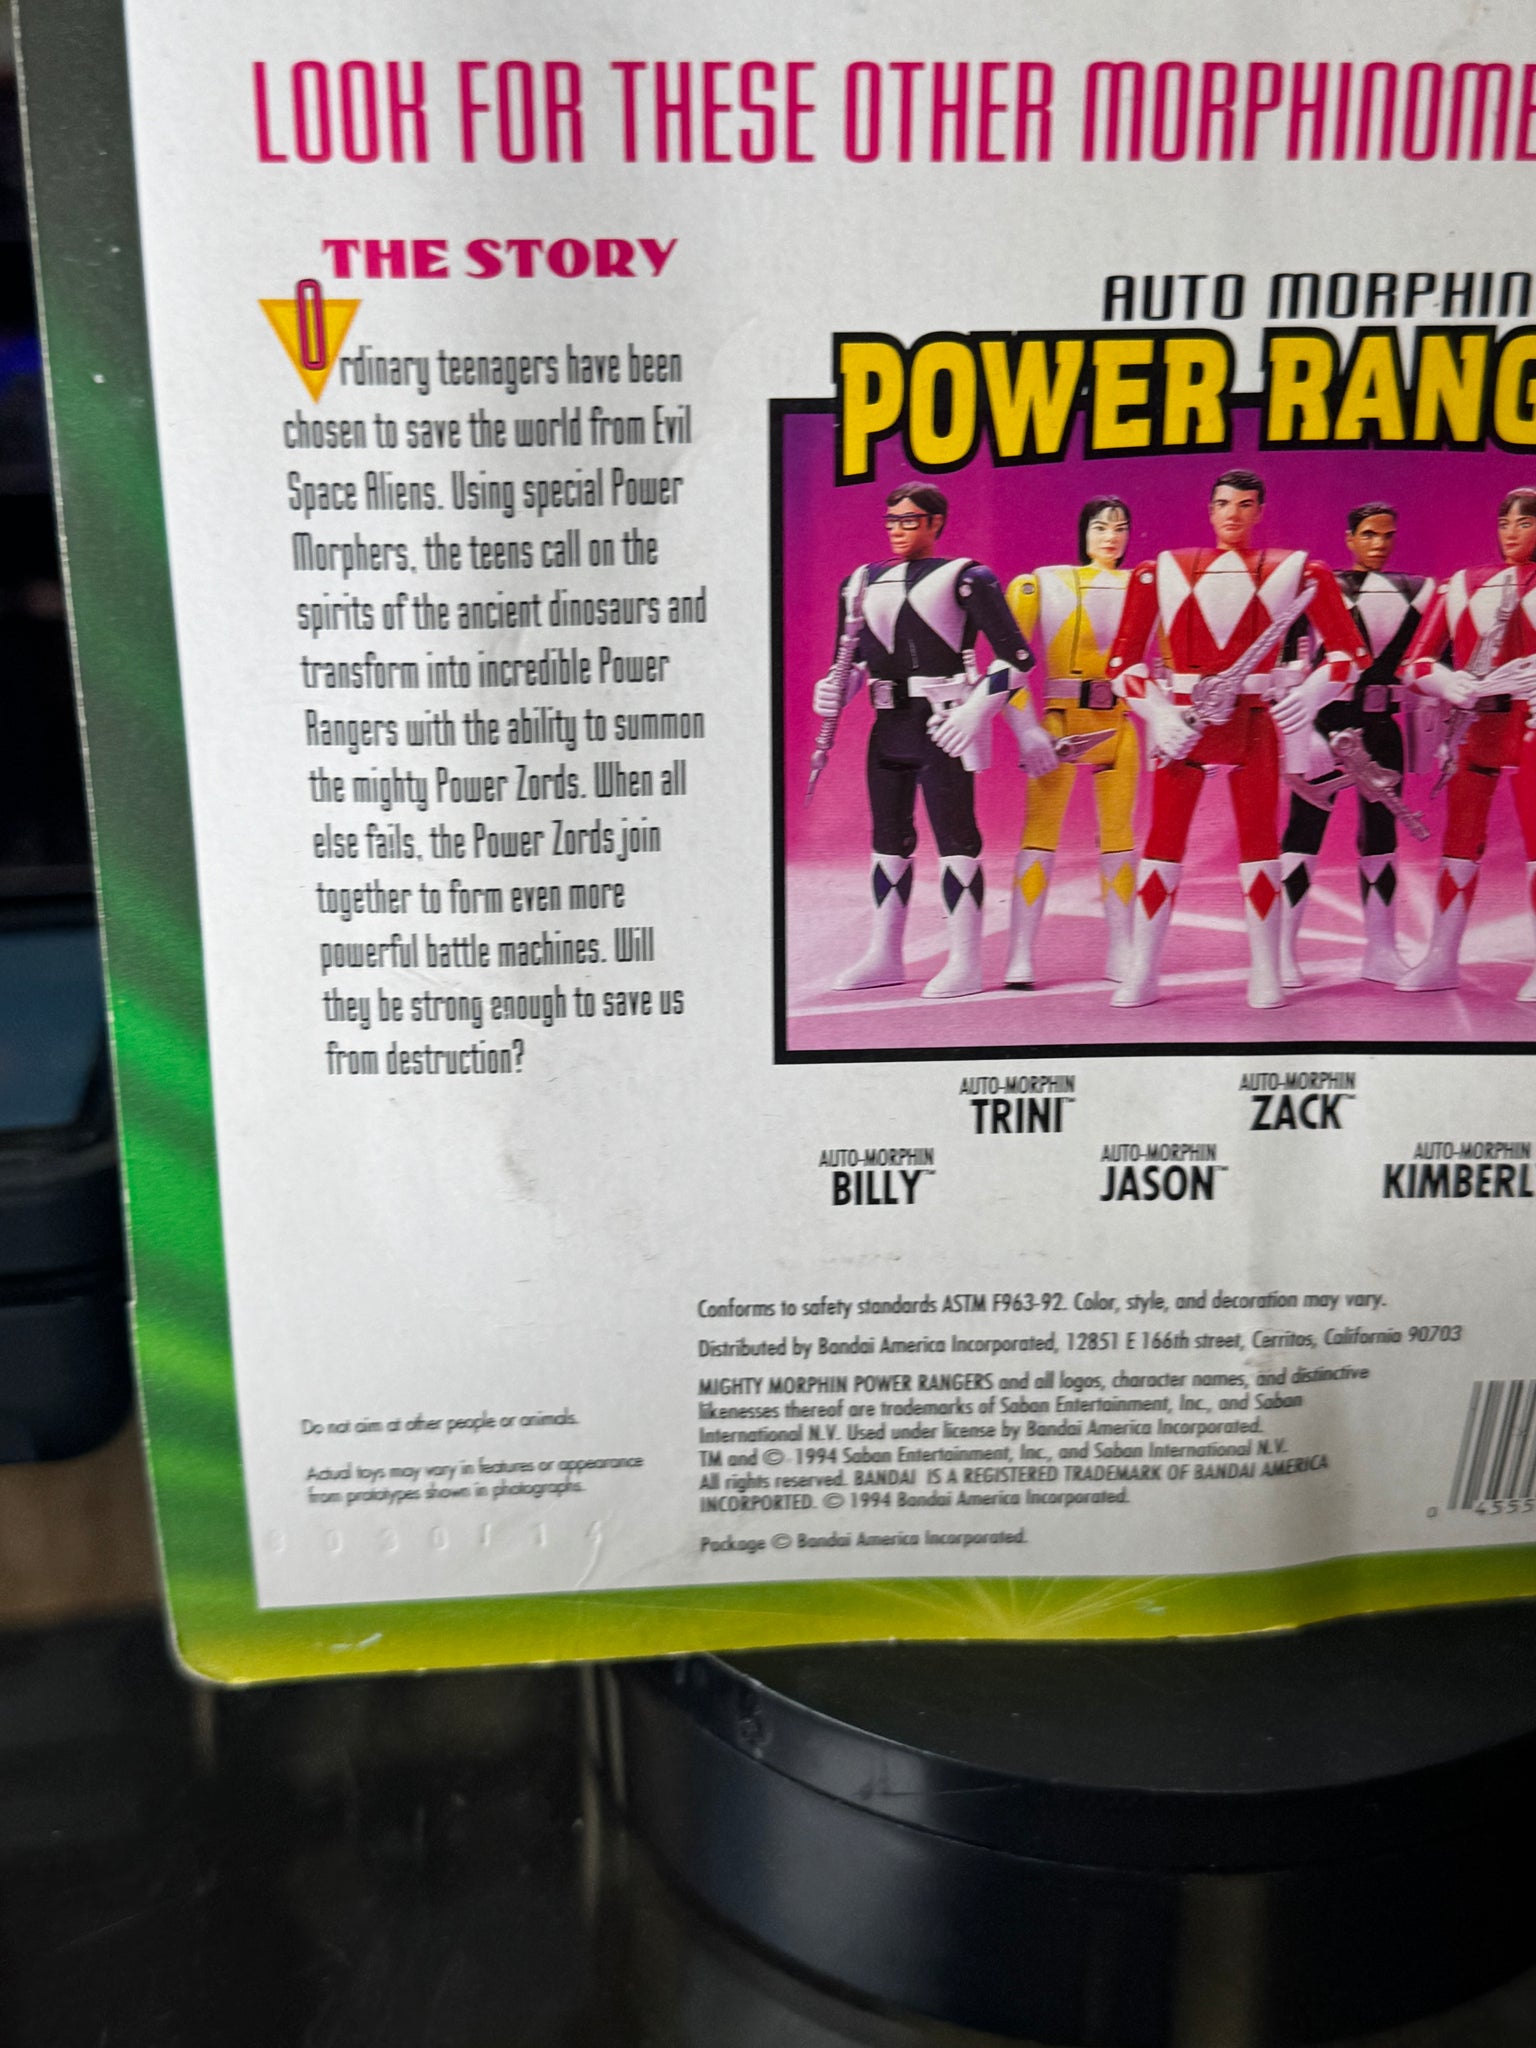 LOOK FOR THESE OTHER MORPHINOME
THE STORY
Ordinary teenagers have been
chosen to save the world from Evil
Space Aliens. Using special Power
Morphers, the teens call on the
spirits of the ancient dinosaurs and
transform into incredible Power
Rangers with the ability to summon
the mighty Power Zords. When all
else fails, the Power Zords join
together to form even more
powerful battle machines. Will
they be strong enough to save us
from destruction?
AUTO MORPHIN
POWER RANG
AUTO-MORPHIN
TRINI™
AUTO-MORPHIN
ZACK™
AUTO-MORPHIN
BILLY™
AUTO-MORPHIN
JASON™
AUTO-MORPHIN
KIMBERL
Conforms to safety standards ASTM F963-92. Color, style, and decoration may vary.
Distributed by Bandai America Incorporated, 12851 E 166th street, Cerritos, California 90703
MIGHTY MORPHIN POWER RANGERS and all logos, character names, and distinctive
likenesses thereof are trademarks of Saban Entertainment, Inc., and Saban
International N.V. Used under license by Bandai America Incorporated.
TM and © 1994 Saban Entertainment, Inc., and Saban International N.V.
All rights reserved. BANDAI IS A REGISTERED TRADEMARK OF BANDAI AMERICA
INCORPORTED. © 1994 Bandai America Incorporated.
Package © Bandai America Incorporated.
Do not aim at other people or animals.
Actual toys may vary in features or appearance
from prototypes shown in photographs.
0 4555